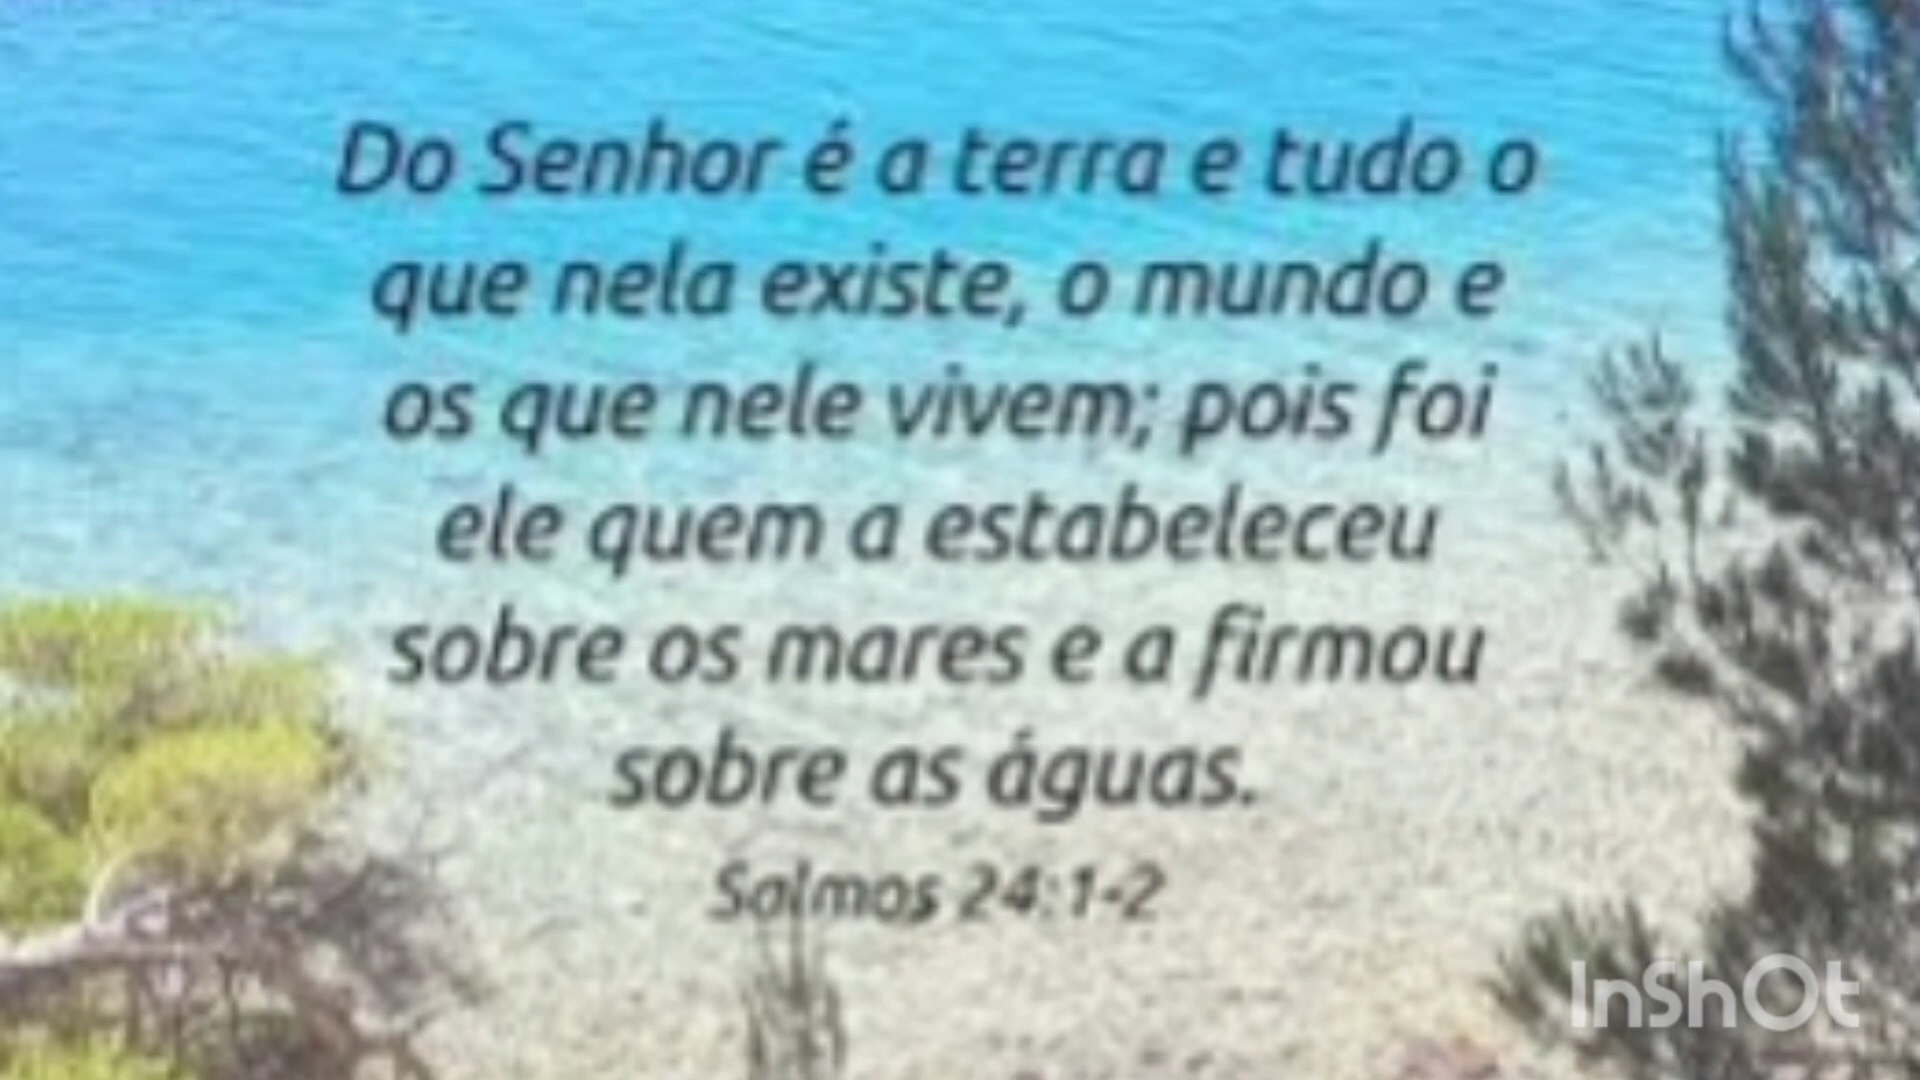 Do Senhor é a terra e tudo o
que nela existe, o mundo e
os que nele vivem; pois foi
ele quem a estabeleceu
sobre os mares e a firmou
sobre as águas.
Salmos 24:1-2
InShOt